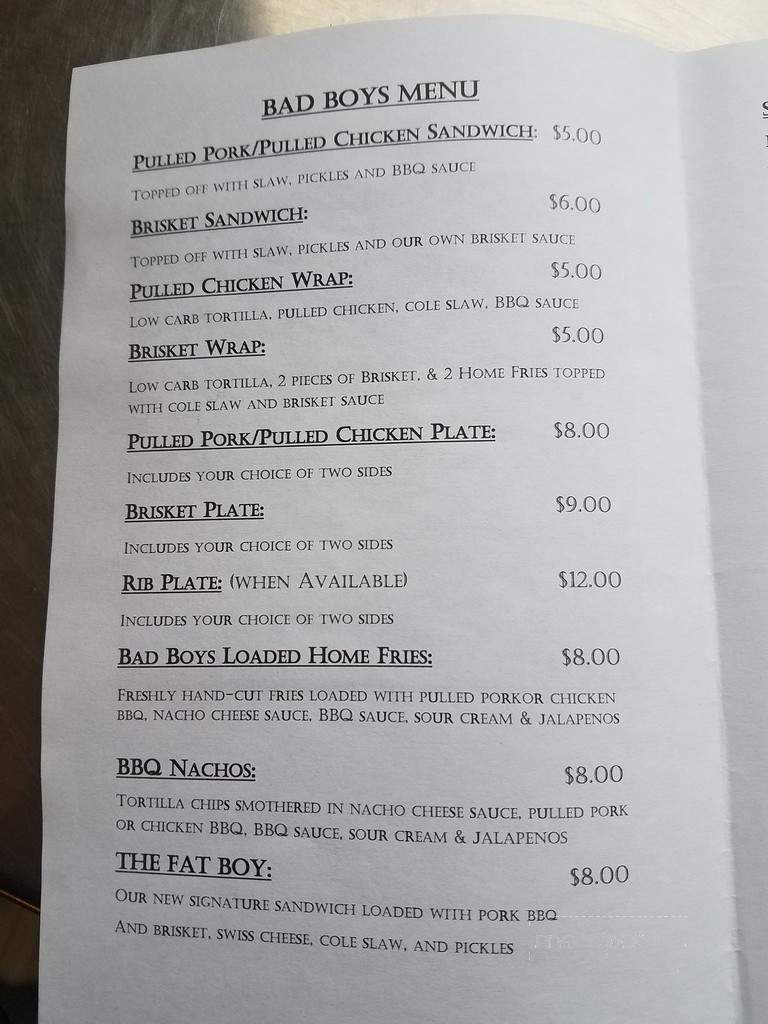 BAD BOYS MENU
PULLED PORK/PULLED CHICKEN SANDWICH: $5.00
TOPPED OFF WITH SLAW, PICKLES AND BBQ SAUCE
BRISKET SANDWICH: $6.00
TOPPED OFF WITH SLAW, PICKLES AND OUR OWN BRISKET SAUCE
PULLED CHICKEN WRAP: $5.00
LOW CARB TORTILLA, PULLED CHICKEN, COLE SLAW, BBQ SAUCE
BRISKET WRAP: $5.00
LOW CARB TORTILLA, 2 PIECES OF BRISKET, & 2 HOME FRIES TOPPED
WITH COLE SLAW AND BRISKET SAUCE
PULLED PORK/PULLED CHICKEN PLATE: $8.00
INCLUDES YOUR CHOICE OF TWO SIDES
BRISKET PLATE: $9.00
INCLUDES YOUR CHOICE OF TWO SIDES
RIB PLATE: (WHEN AVAILABLE) $12.00
INCLUDES YOUR CHOICE OF TWO SIDES
BAD BOYS LOADED HOME FRIES: $8.00
FRESHLY HAND-CUT FRIES LOADED WITH PULLED PORKOR CHICKEN
BBQ, NACHO CHEESE SAUCE, BBQ SAUCE, SOUR CREAM & JALAPENOS
BBQ NACHOS: $8.00
TORTILLA CHIPS SMOTHERED IN NACHO CHEESE SAUCE, PULLED PORK
OR CHICKEN BBQ, BBQ SAUCE, SOUR CREAM & JALAPENOS
THE FAT BOY: $8.00
OUR NEW SIGNATURE SANDWICH LOADED WITH PORK BBQ
AND BRISKET, SWISS CHEESE, COLE SLAW, AND PICKLES